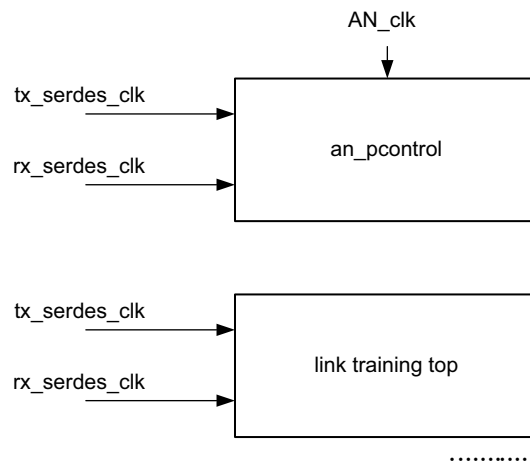 AN_clk
tx_serdes_clk
an_pcontrol
rx_serdes_clk
tx_serdes_clk
link training top
rx_serdes_clk